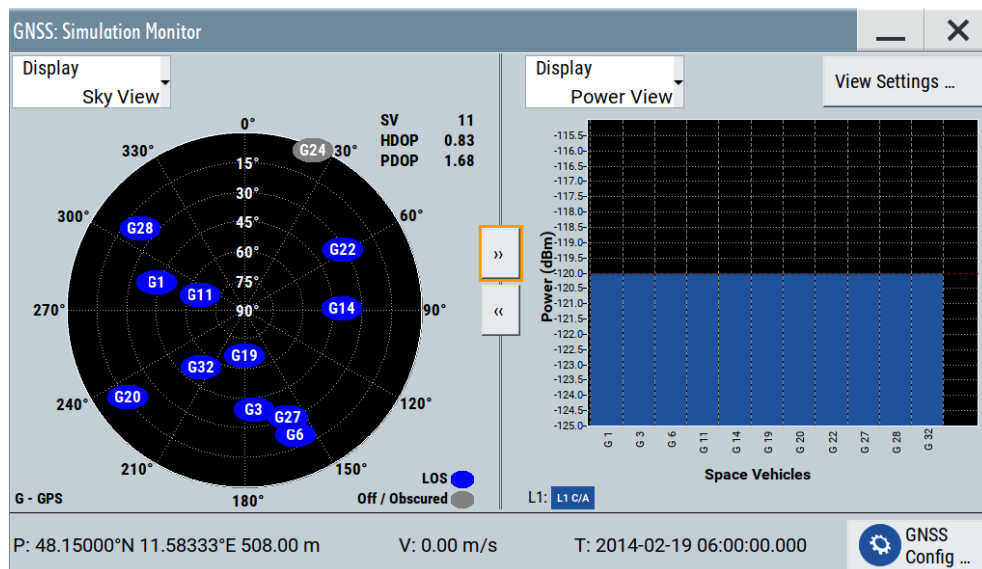 GNSS: Simulation Monitor
Display
Sky View
SV 11
HDOP 0.83
PDOP 1.68
0°
30°
60°
90°
120°
150°
180°
210°
240°
270°
300°
330°
15°
30°
45°
60°
75°
90°
G24
G28
G22
G1
G11
G14
G19
G32
G20
G3
G27
G6
LOS
Off / Obscured
G - GPS
››
‹‹
Display
Power View
View Settings ...
Power (dBm)
-115.5
-116.0
-116.5
-117.0
-117.5
-118.0
-118.5
-119.0
-119.5
-120.0
-120.5
-121.0
-121.5
-122.0
-122.5
-123.0
-123.5
-124.0
-124.5
-125.0
G 1
G 3
G 6
G 11
G 14
G 19
G 20
G 22
G 27
G 28
G 32
Space Vehicles
L1: L1 C/A
P: 48.15000°N 11.58333°E 508.00 m
V: 0.00 m/s
T: 2014-02-19 06:00:00.000
GNSS
Config ...